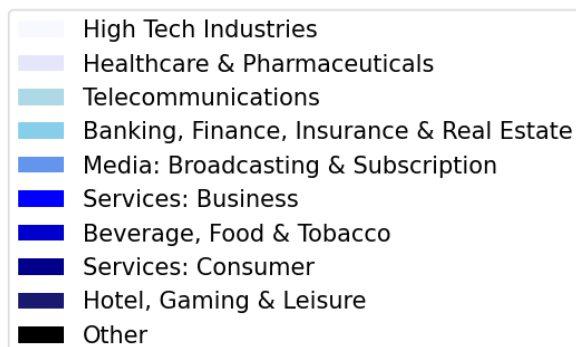 High Tech Industries
Healthcare & Pharmaceuticals
Telecommunications
Banking, Finance, Insurance & Real Estate
Media: Broadcasting & Subscription
Services: Business
Beverage, Food & Tobacco
Services: Consumer
Hotel, Gaming & Leisure
Other